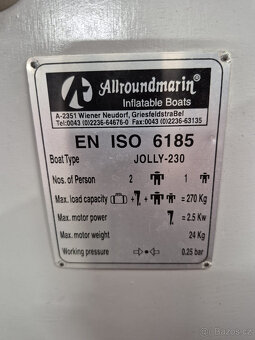 Allroundmarin®
Inflatable Boats
A-2351 Wiener Neudorf, Griesfeldstraßel
Tel:0043 (0)2236-64676-0 Fax:0043 (0)2236-63135
EN ISO 6185
Boat Type JOLLY-230
Nos. of Person 2 1
Max. load capacity + = 270 Kg
Max. motor power = 2.5 Kw
Max. motor weight 24 Kg
Working pressure 0.25 bar